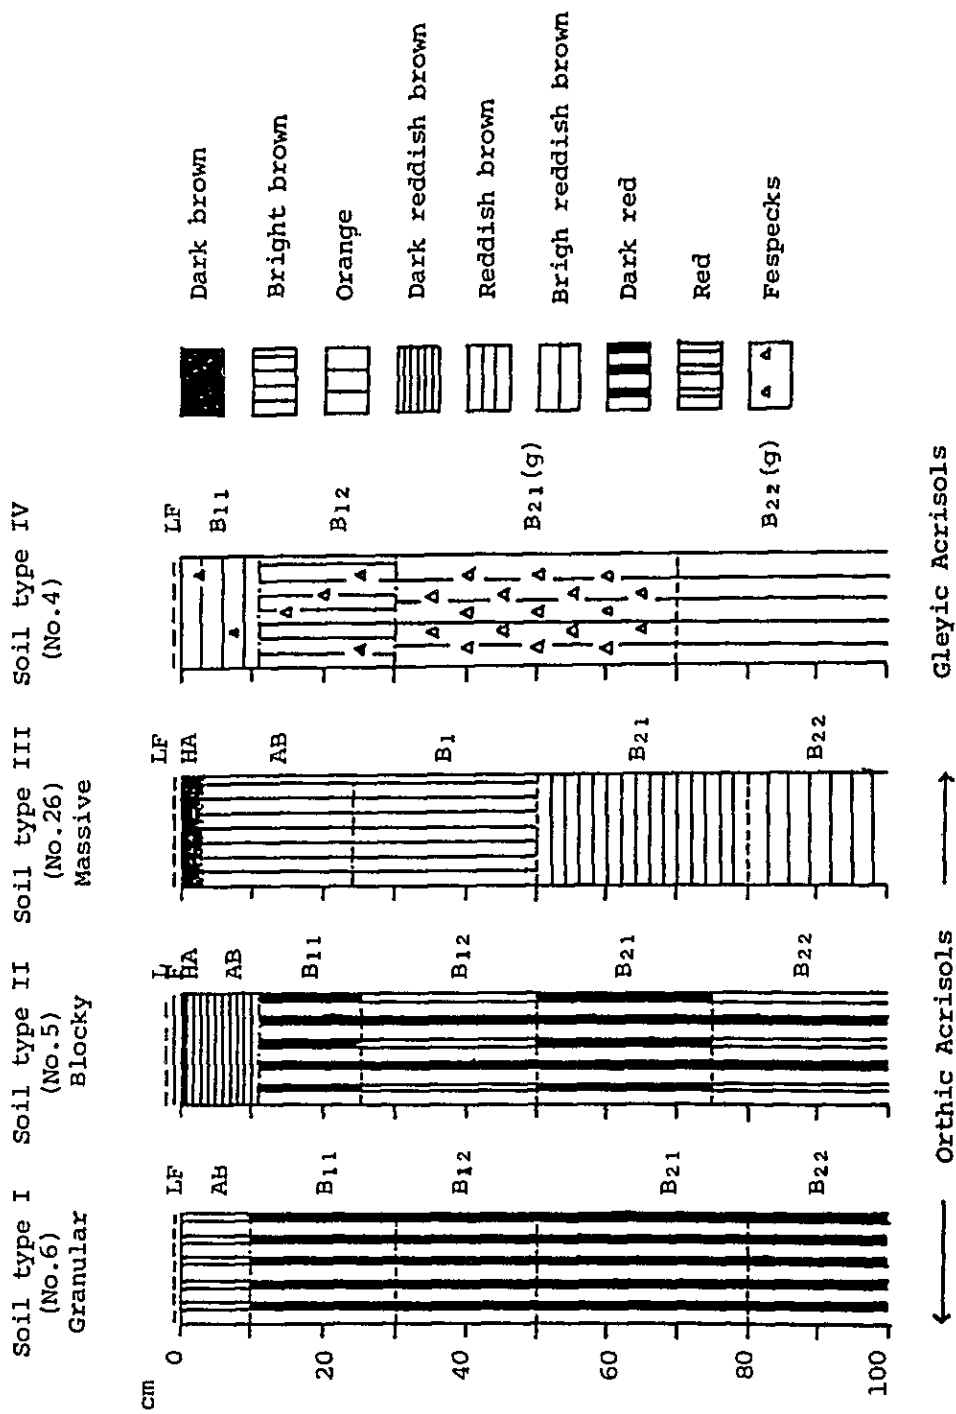 Soil type I
(No.6)
Granular
Soil type II
(No.5)
Blocky
Soil type III
(No.26)
Massive
Soil type IV
(No.4)
cm
0
20
40
60
80
100
LF
AB
B11
B12
B21
B22
L
F
HA
AB
B11
B12
B21
B22
LF
HA
AB
B1
B21
B22
LF
B11
B12
B21(g)
B22(g)
Dark brown
Bright brown
Orange
Dark reddish brown
Reddish brown
Brigh reddish brown
Dark red
Red
Fespecks
Orthic Acrisols
Gleyic Acrisols